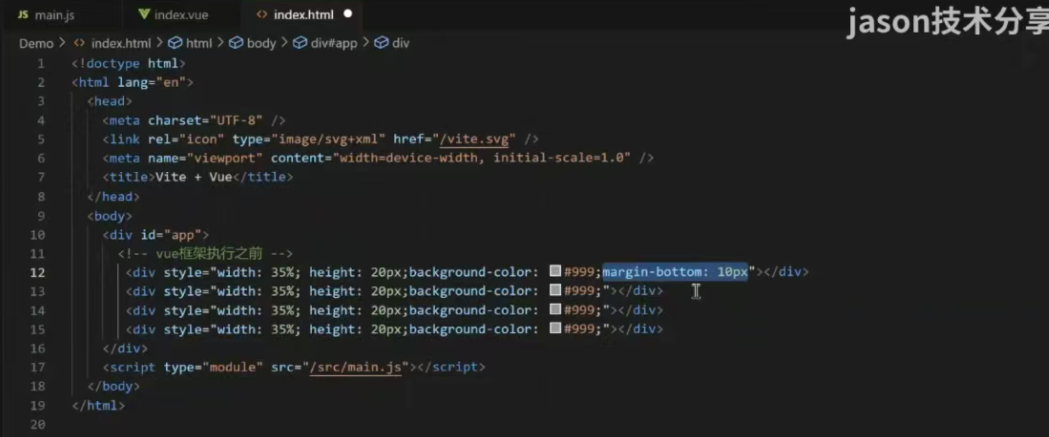 main.js index.vue index.html
jason技术分享
Demo > index.html > html > body > div#app > div
1 <!doctype html>
2 <html lang="en">
3 <head>
4 <meta charset="UTF-8" />
5 <link rel="icon" type="image/svg+xml" href="/vite.svg" />
6 <meta name="viewport" content="width=device-width, initial-scale=1.0" />
7 <title>Vite + Vue</title>
8 </head>
9 <body>
10 <div id="app">
11 <!-- vue框架执行之前 -->
12 <div style="width: 35%; height: 20px;background-color: #999;margin-bottom: 10px"></div>
13 <div style="width: 35%; height: 20px;background-color: #999;"></div>
14 <div style="width: 35%; height: 20px;background-color: #999;"></div>
15 <div style="width: 35%; height: 20px;background-color: #999;"></div>
16 </div>
17 <script type="module" src="/src/main.js"></script>
18 </body>
19 </html>
20